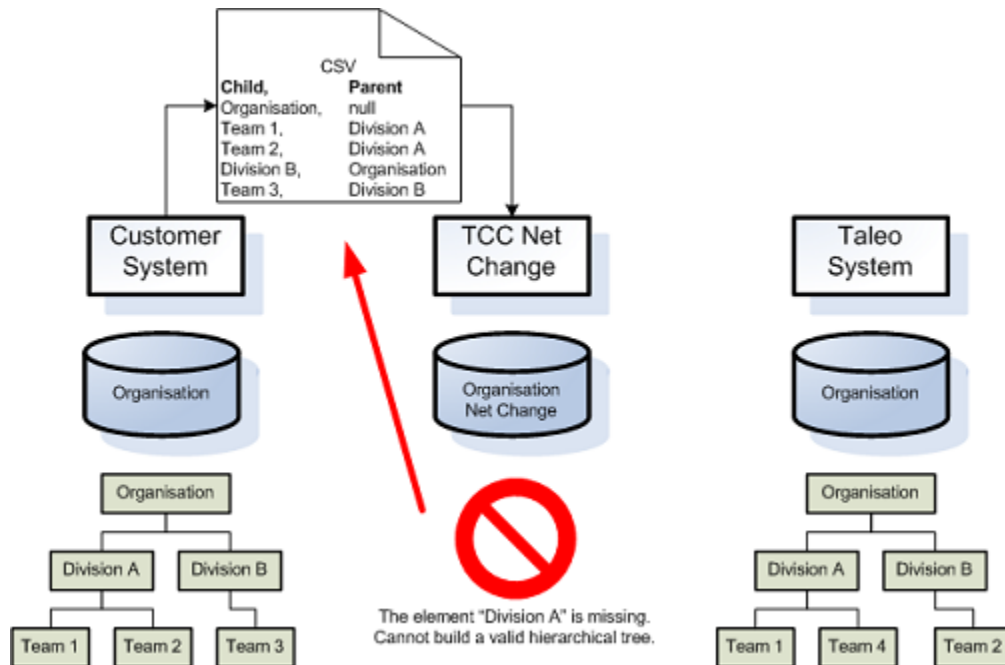 CSV
Child, Parent
Organisation, null
Team 1, Division A
Team 2, Division A
Division B, Organisation
Team 3, Division B
Customer
System
TCC Net
Change
Taleo
System
Organisation
Organisation
Net Change
Organisation
Organisation
Division A Division B
Team 1 Team 2 Team 3
The element “Division A” is missing.
Cannot build a valid hierarchical tree.
Organisation
Division A Division B
Team 1 Team 4 Team 2